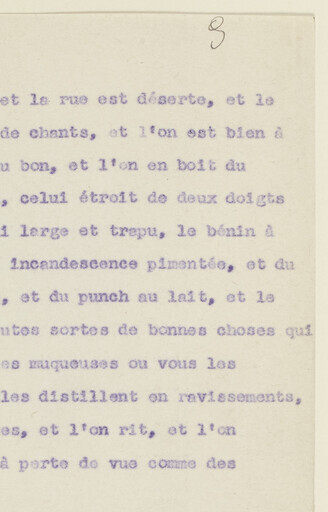 8
et la rue est déserte, et le
de chants, et l'on est bien à
u bon, et l'on en boit du
, celui étroit de deux doigts
i large et trapu, le bénin à
incandescence pimentée, et du
, et du punch au lait, et le
utes sortes de bonnes choses qui
es muqueuses ou vous les
les distillent en ravissements,
es, et l'on rit, et l'on
à perte de vue comme des